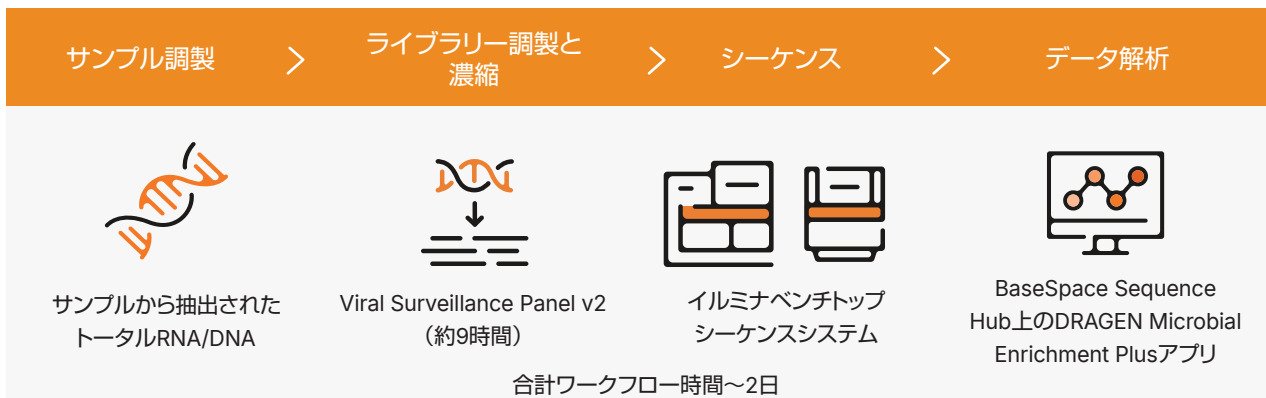 サンプル調製
ライブラリー調製と
濃縮
シーケンス
データ解析
サンプルから抽出された
トータルRNA/DNA
Viral Surveillance Panel v2
（約9時間）
イルミナベンチトップ
シーケンスシステム
BaseSpace Sequence
Hub上のDRAGEN Microbial
Enrichment Plusアプリ
合計ワークフロー時間～2日